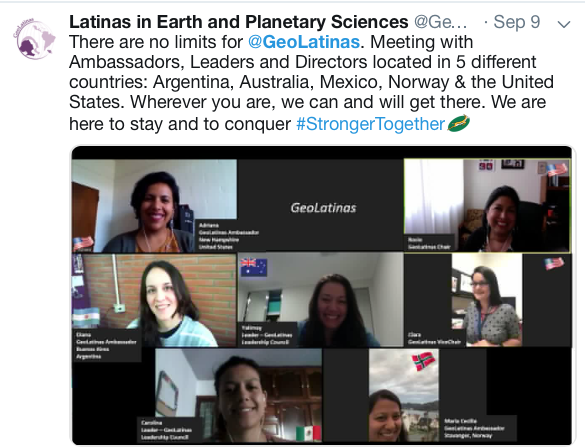 Latinas in Earth and Planetary Sciences @Ge... · Sep 9
There are no limits for @GeoLatinas. Meeting with
Ambassadors, Leaders and Directors located in 5 different
countries: Argentina, Australia, Mexico, Norway & the United
States. Wherever you are, we can and will get there. We are
here to stay and to conquer #StrongerTogether
GeoLatinas
Adriana
GeoLatinas Ambassador
New Hampshire
United States
Rocio
GeoLatinas Chair
Diana
GeoLatinas Ambassador
Buenos Aires
Argentina
Yalimay
Leader - GeoLatinas
Leadership Council
Clara
GeoLatinas ViceChair
Carolina
Leader - GeoLatinas
Leadership Council
Maria Cecilia
GeoLatinas Ambassador
Stavanger, Norway